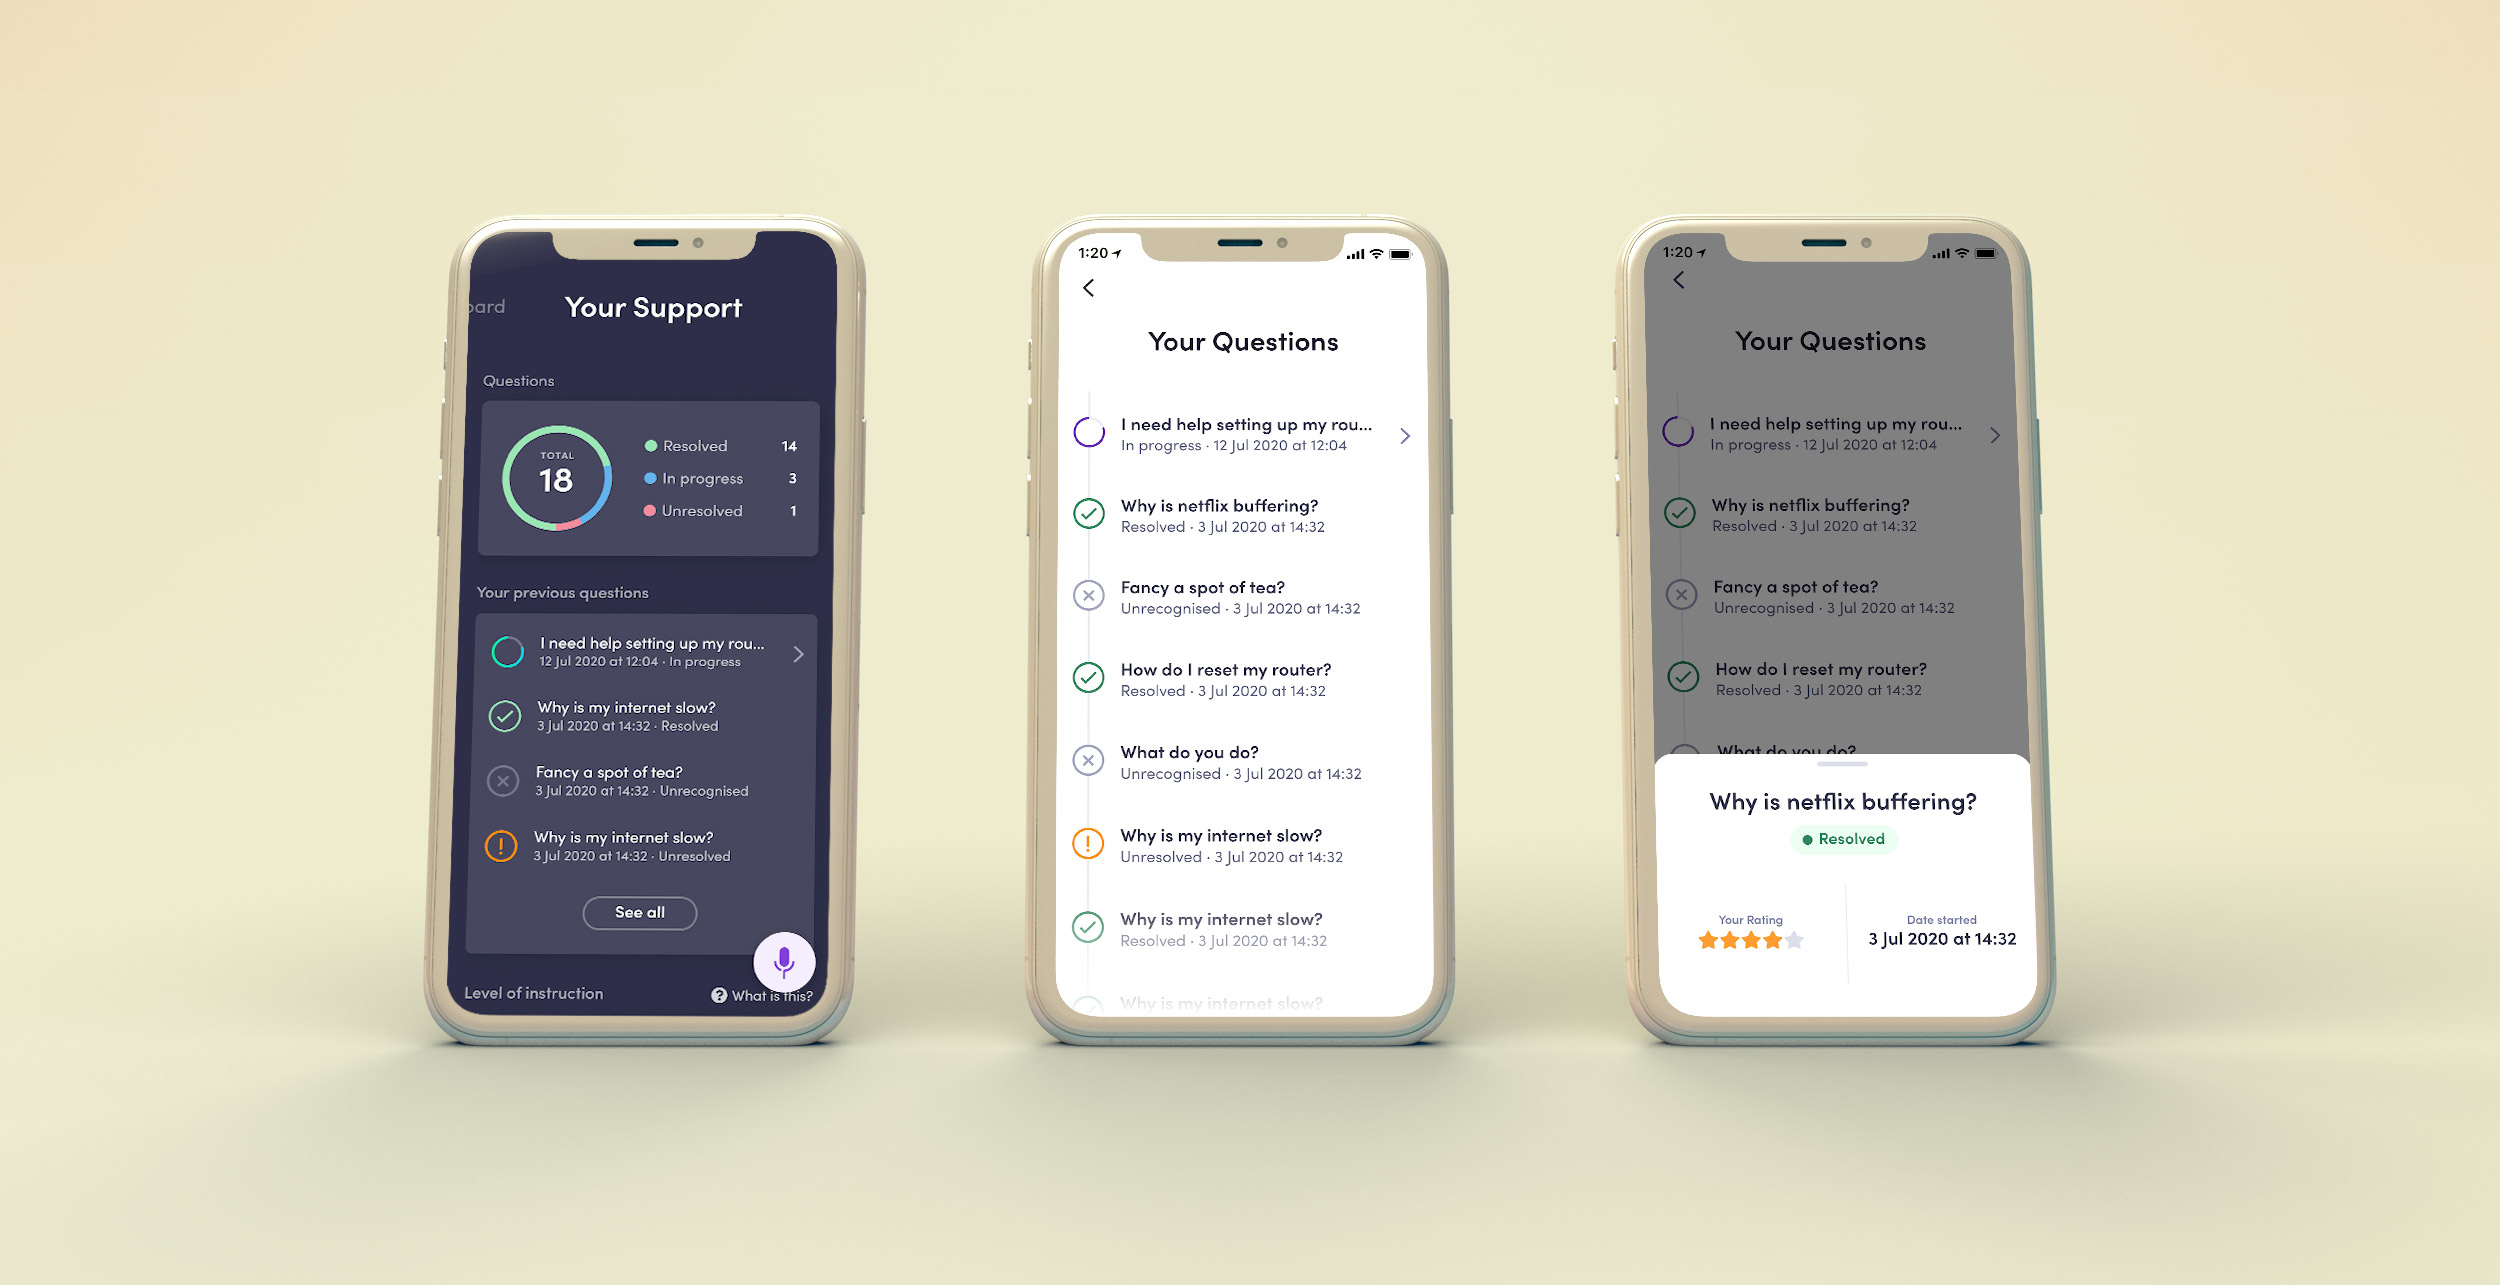 oard
Your Support
Questions
TOTAL
18
Resolved 14
In progress 3
Unresolved 1
Your previous questions
I need help setting up my rou...
12 Jul 2020 at 12:04 · In progress
Why is my internet slow?
3 Jul 2020 at 14:32 · Resolved
Fancy a spot of tea?
3 Jul 2020 at 14:32 · Unrecognised
Why is my internet slow?
3 Jul 2020 at 14:32 · Unresolved
See all
Level of instruction
? What is this?
1:20
Your Questions
I need help setting up my rou...
In progress · 12 Jul 2020 at 12:04
Why is netflix buffering?
Resolved · 3 Jul 2020 at 14:32
Fancy a spot of tea?
Unrecognised · 3 Jul 2020 at 14:32
How do I reset my router?
Resolved · 3 Jul 2020 at 14:32
What do you do?
Unrecognised · 3 Jul 2020 at 14:32
Why is my internet slow?
Unresolved · 3 Jul 2020 at 14:32
Why is my internet slow?
Resolved · 3 Jul 2020 at 14:32
Why is my internet slow?
1:20
Your Questions
I need help setting up my rou...
In progress · 12 Jul 2020 at 12:04
Why is netflix buffering?
Resolved · 3 Jul 2020 at 14:32
Fancy a spot of tea?
Unrecognised · 3 Jul 2020 at 14:32
How do I reset my router?
Resolved · 3 Jul 2020 at 14:32
What do you do?
Why is netflix buffering?
Resolved
Your Rating
Date started
3 Jul 2020 at 14:32